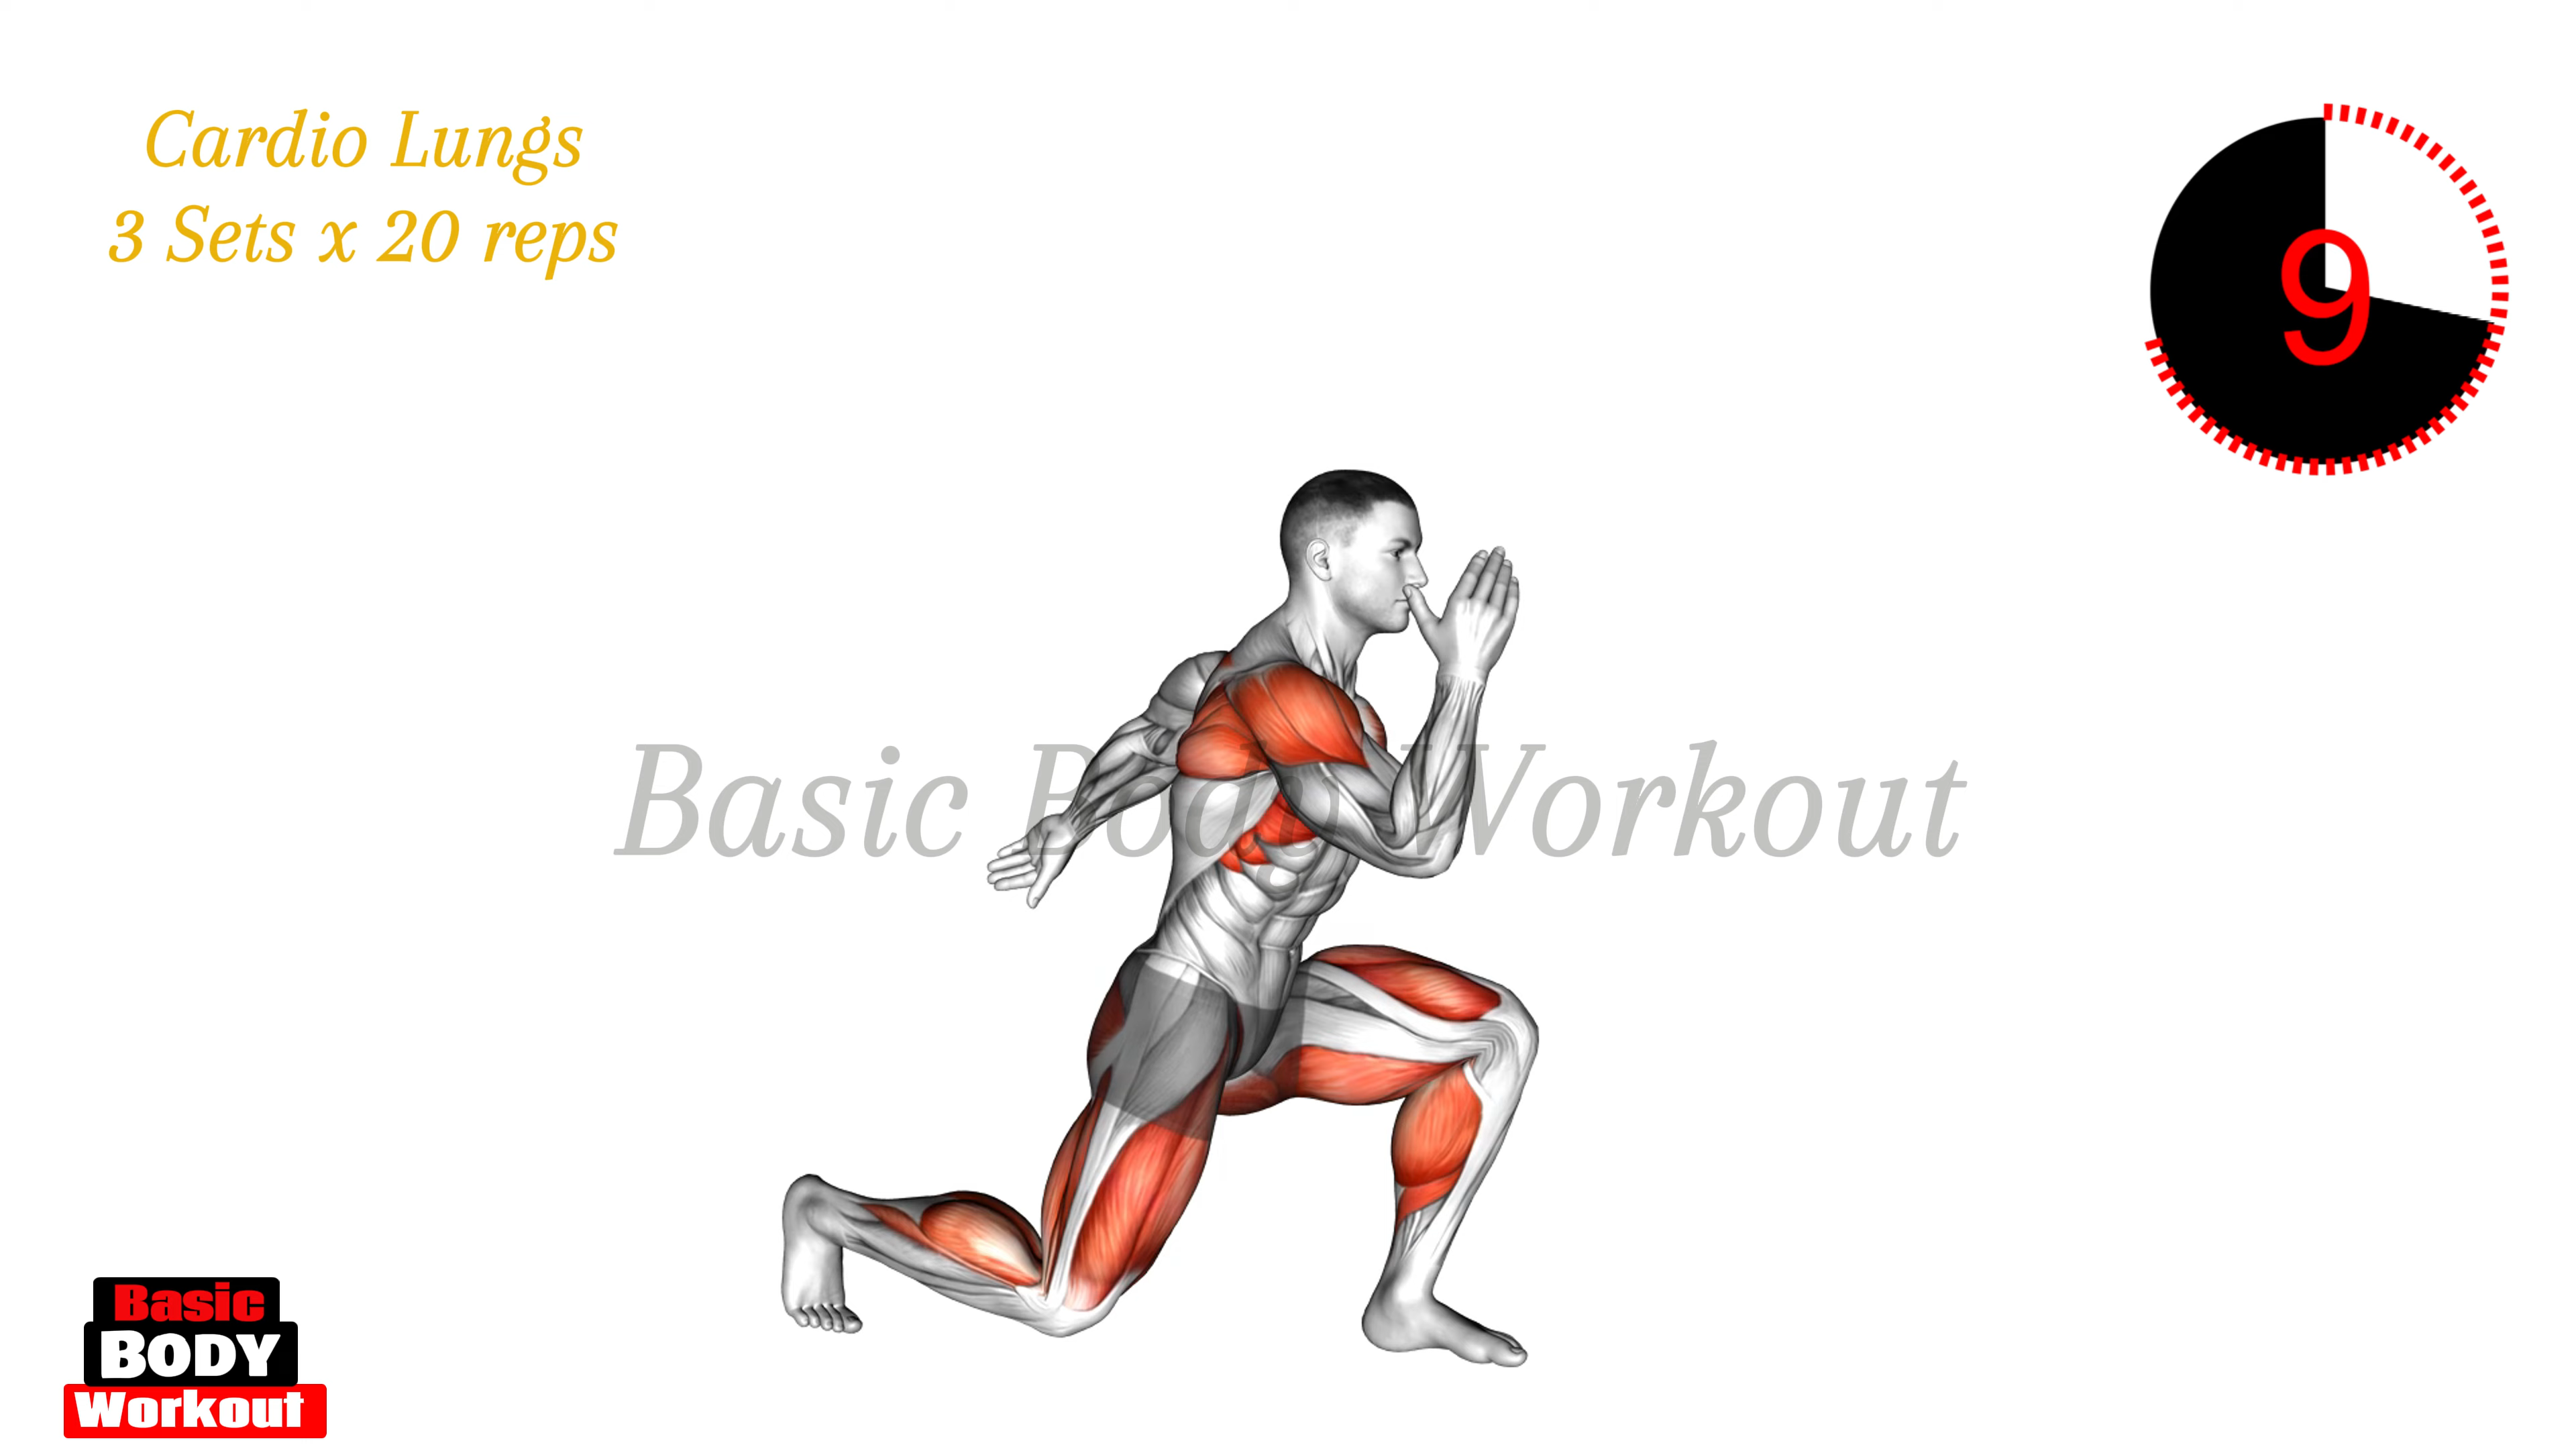 Cardio Lungs
3 Sets x 20 reps
9
Basic Body Workout
Basic
BODY
Workout